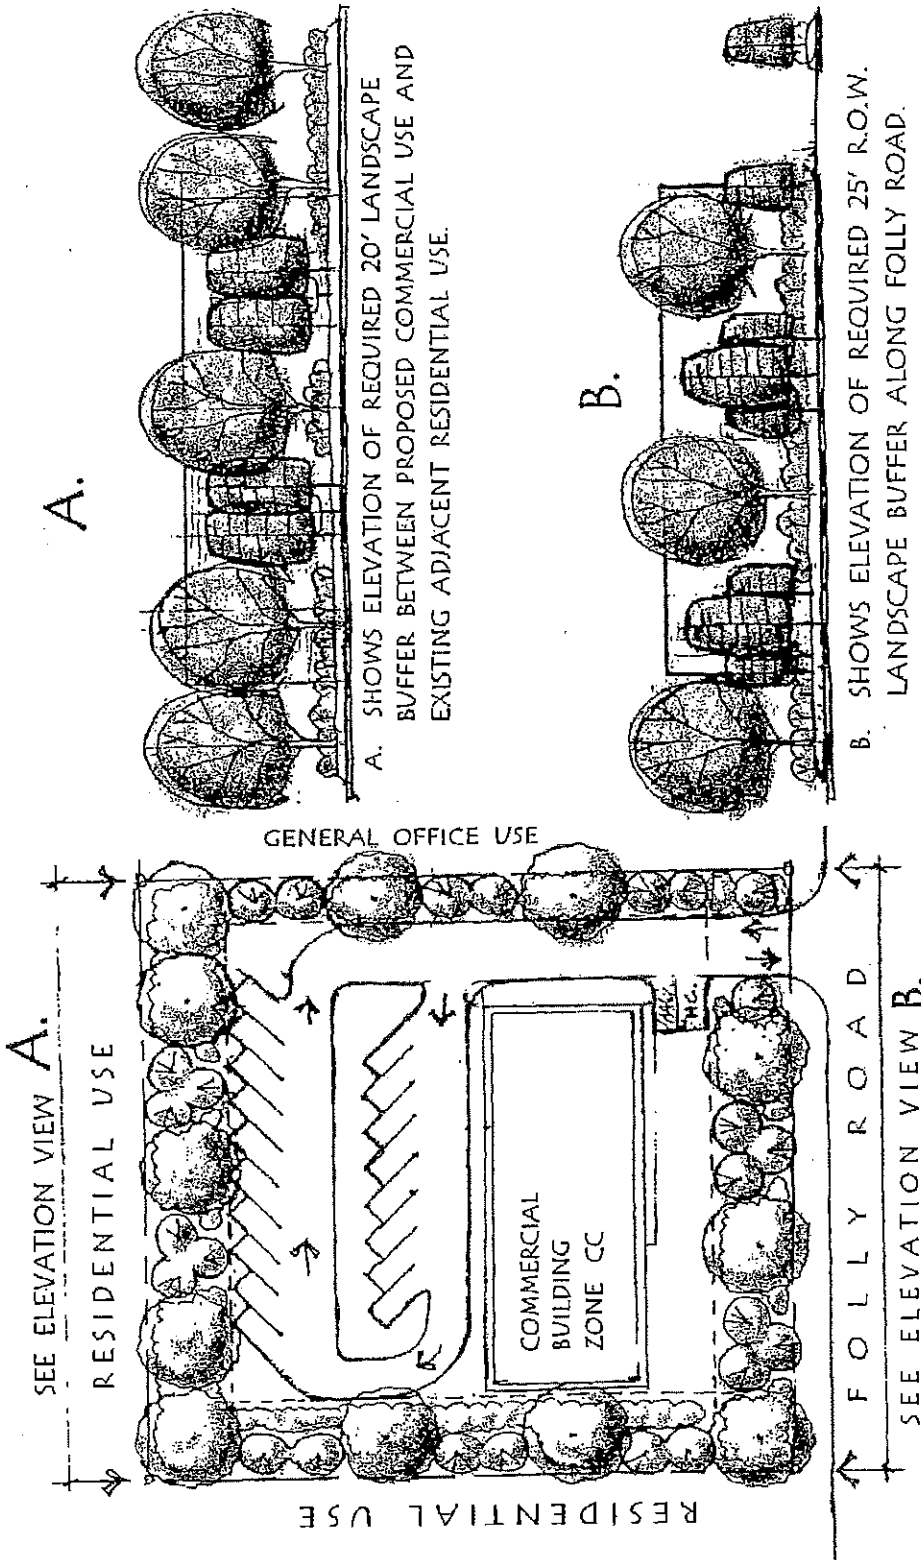 SEE ELEVATION VIEW A.
RESIDENTIAL USE
RESIDENTIAL USE
GENERAL OFFICE USE
COMMERCIAL
BUILDING
ZONE CC
H.C.
FOLLY ROAD
SEE ELEVATION VIEW B.
A.
A. SHOWS ELEVATION OF REQUIRED 20' LANDSCAPE
BUFFER BETWEEN PROPOSED COMMERCIAL USE AND
EXISTING ADJACENT RESIDENTIAL USE.
B.
B. SHOWS ELEVATION OF REQUIRED 25' R.O.W.
LANDSCAPE BUFFER ALONG FOLLY ROAD.